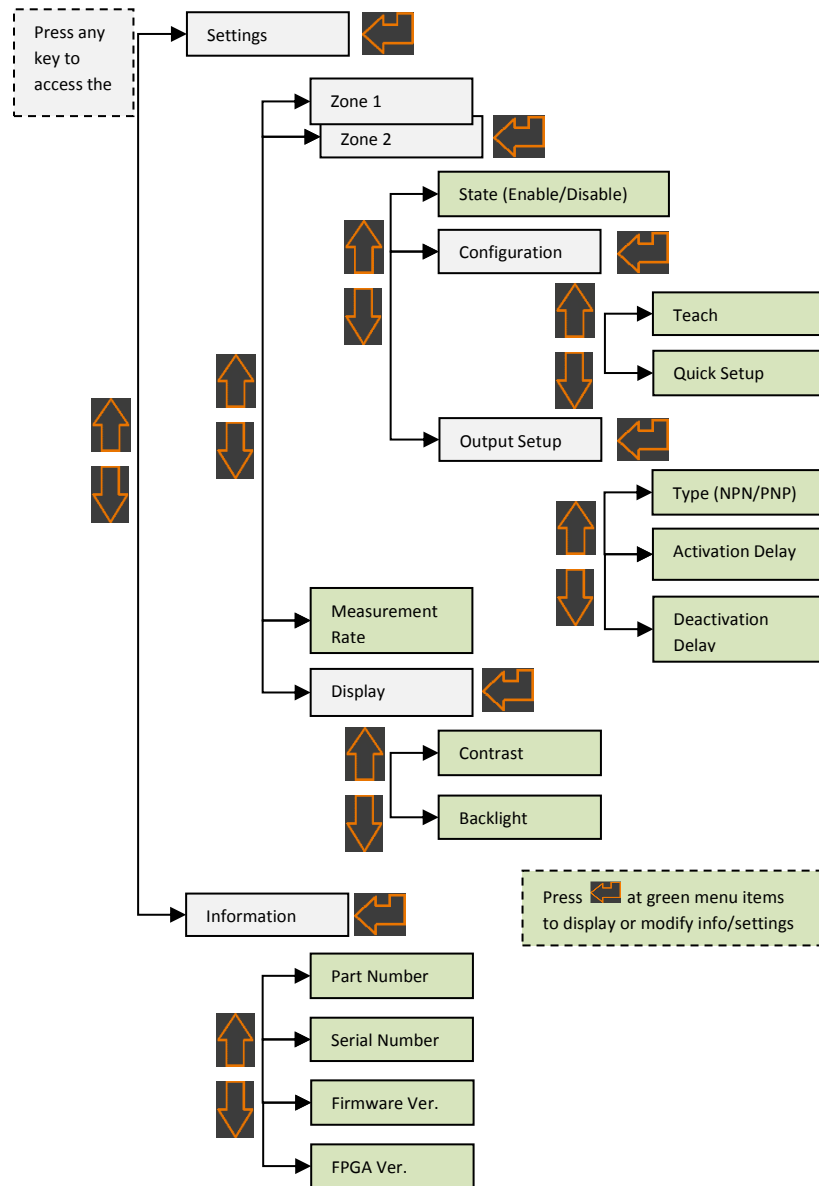 Press any
key to
access the
Settings
Zone 1
Zone 2
State (Enable/Disable)
Configuration
Teach
Quick Setup
Output Setup
Type (NPN/PNP)
Activation Delay
Deactivation
Delay
Measurement
Rate
Display
Contrast
Backlight
Press at green menu items
to display or modify info/settings
Information
Part Number
Serial Number
Firmware Ver.
FPGA Ver.